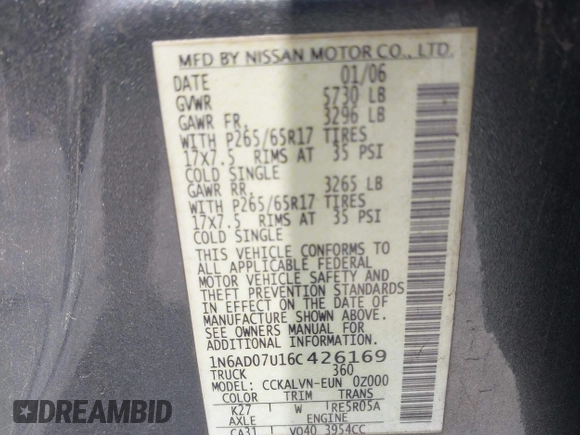 MFD BY NISSAN MOTOR CO., LTD.
DATE 01/06
GVWR 5730 LB
GAWR FR. 3296 LB
WITH P265/65R17 TIRES
17X7.5 RIMS AT 35 PSI
COLD SINGLE
GAWR RR. 3265 LB
WITH P265/65R17 TIRES
17X7.5 RIMS AT 35 PSI
COLD SINGLE
THIS VEHICLE CONFORMS TO
ALL APPLICABLE FEDERAL
MOTOR VEHICLE SAFETY AND
THEFT PREVENTION STANDARDS
IN EFFECT ON THE DATE OF
MANUFACTURE SHOWN ABOVE.
SEE OWNERS MANUAL FOR
ADDITIONAL INFORMATION.
1N6AD07U16C426169
TRUCK 360
MODEL: CCKALVN-EUN 0Z000
COLOR TRIM TRANS
K27 W RE5R05A
AXLE ENGINE
CA31 VQ40 3954CC
DREAMBID